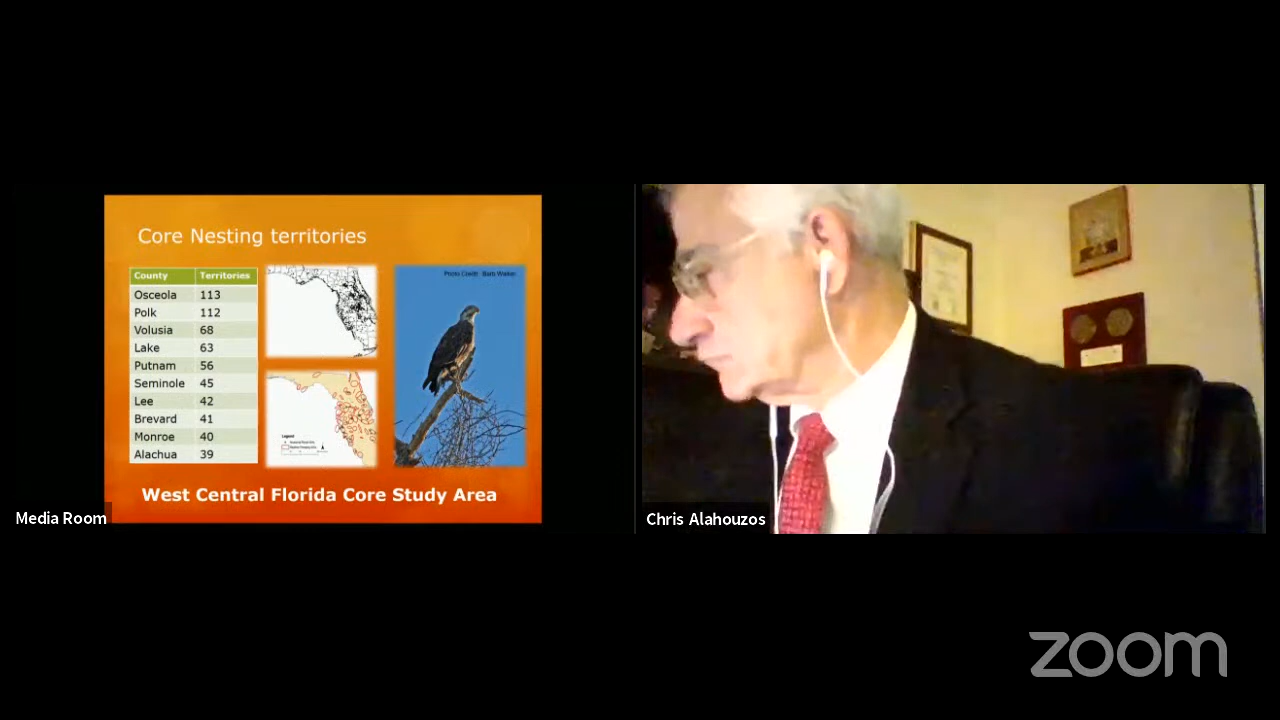 Core Nesting territories
County Territories
Osceola 113
Polk 112
Volusia 68
Lake 63
Putnam 56
Seminole 45
Lee 42
Brevard 41
Monroe 40
Alachua 39
Photo Credit: Barb Walker
Legend
West Central Florida Core Study Area
Media Room
Chris Alahouzos
zoom